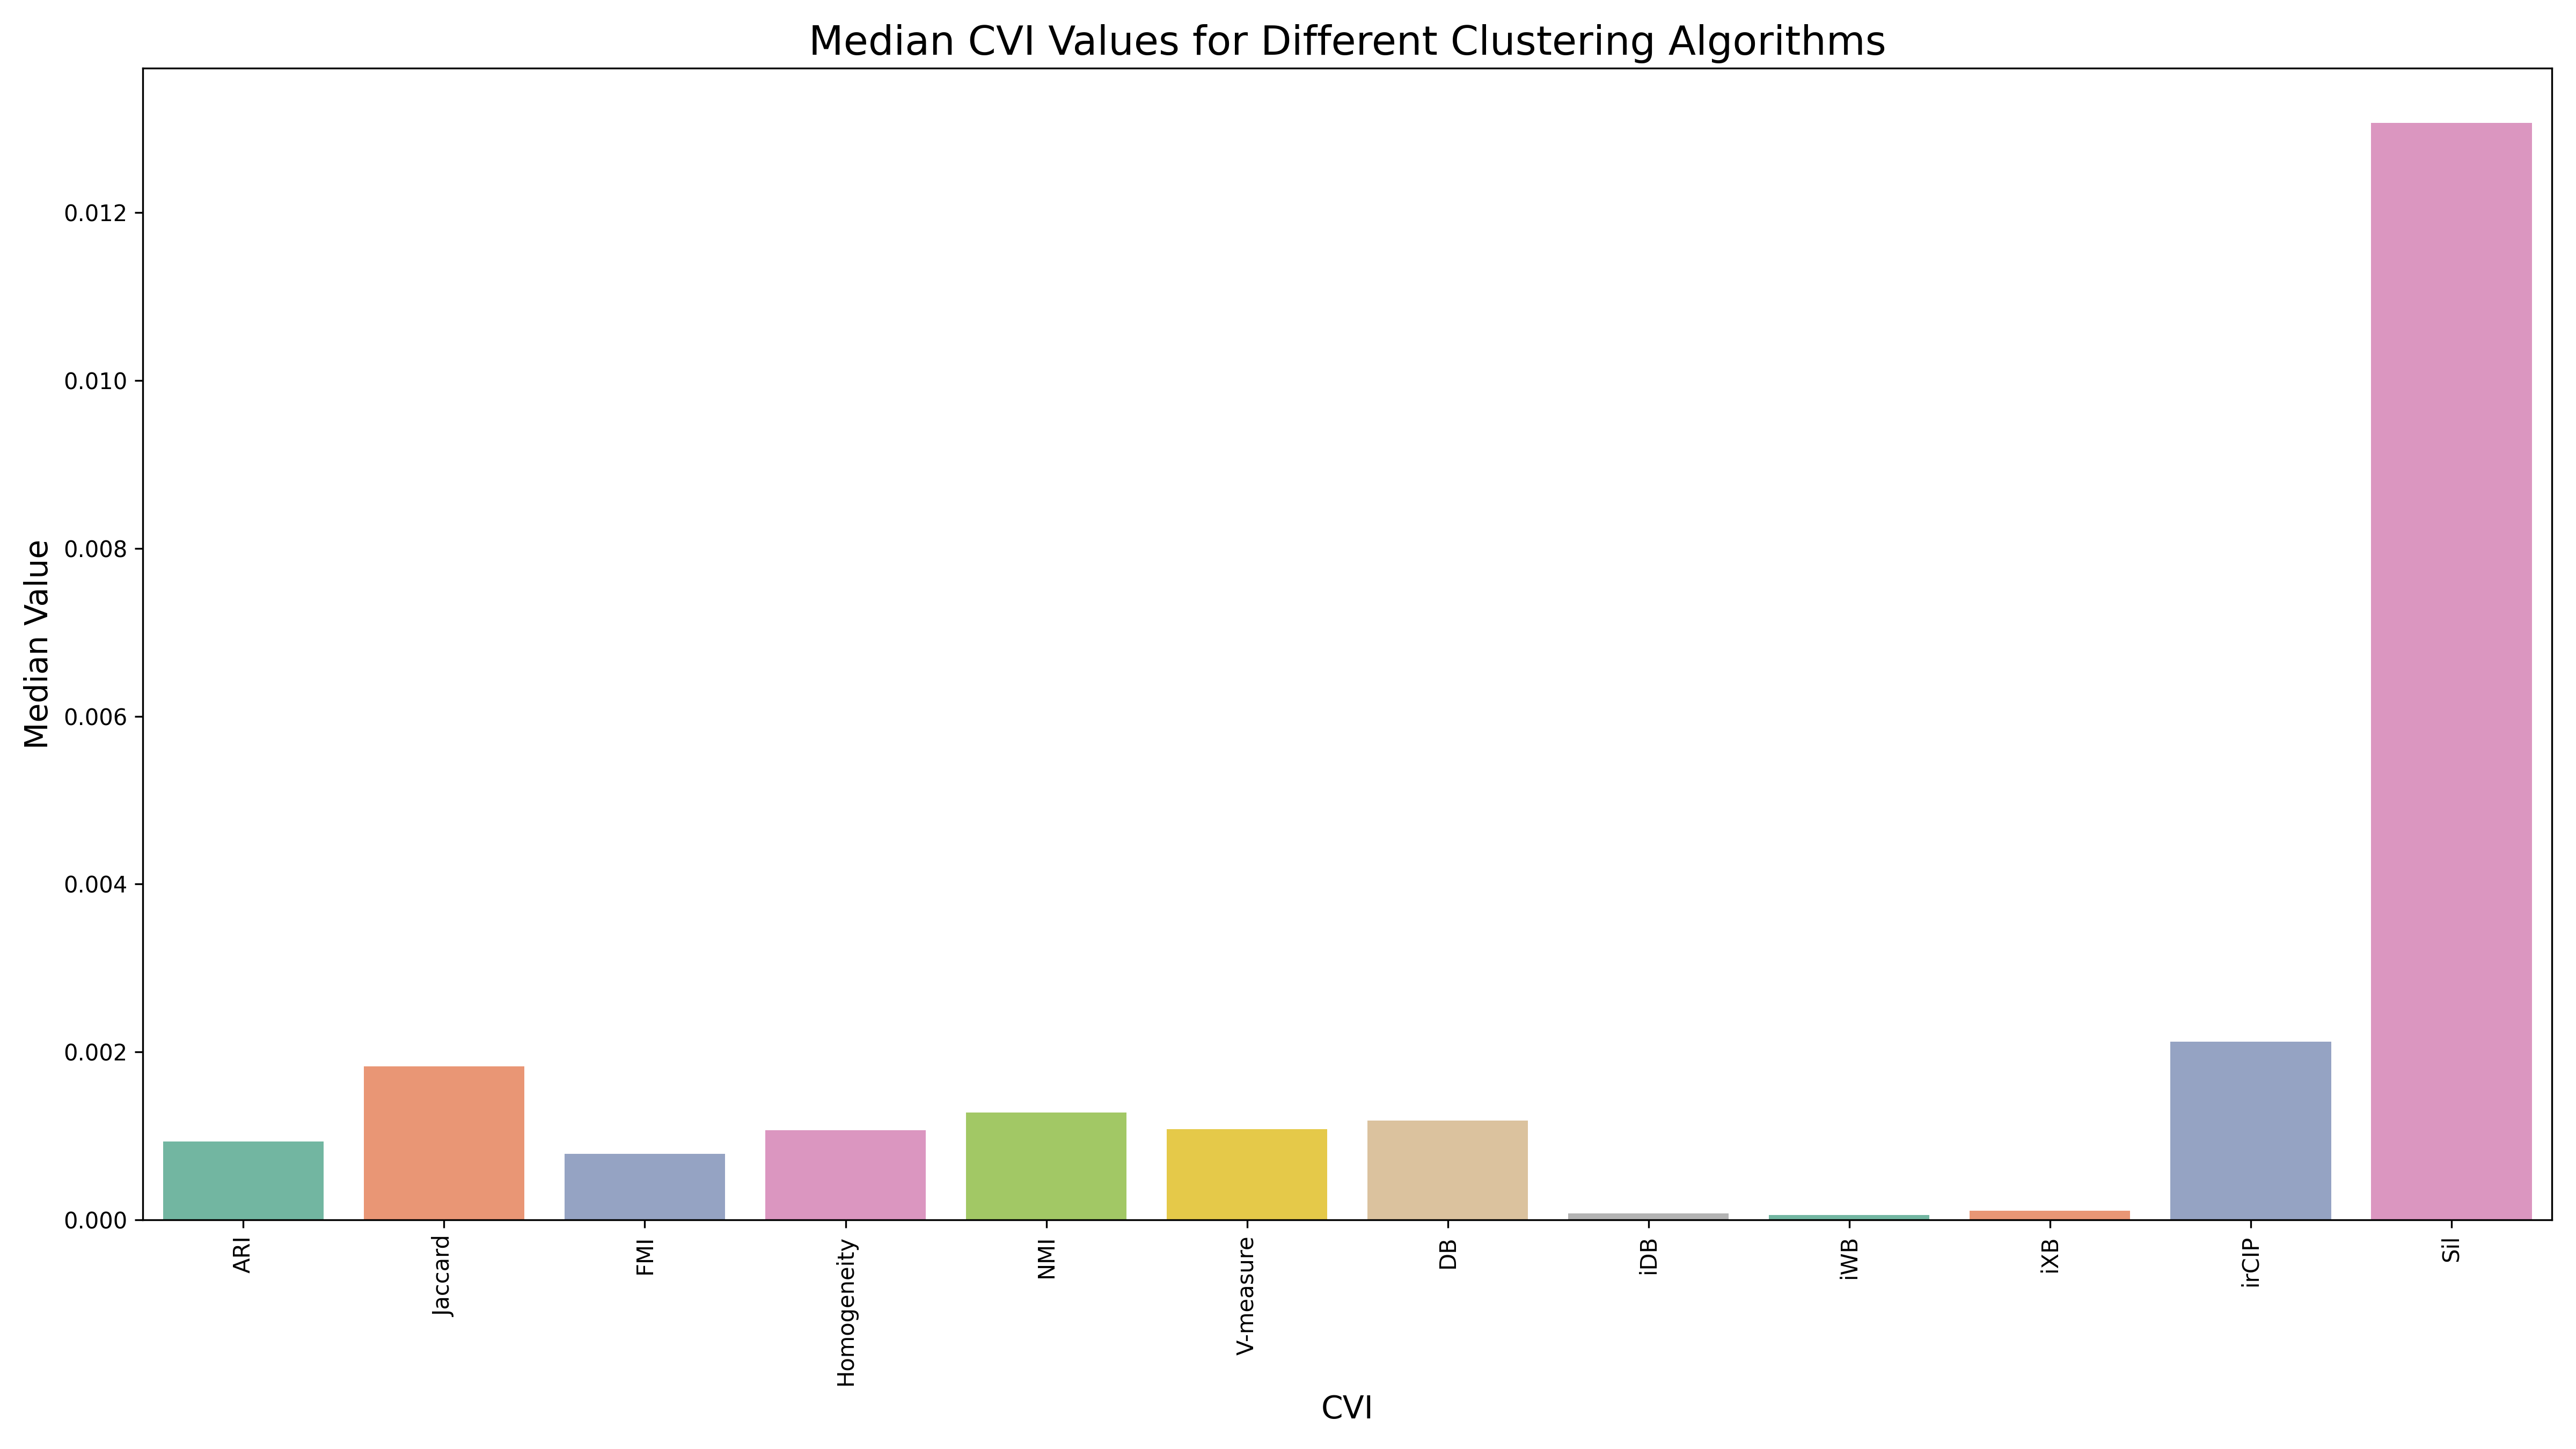 Median CVI Values for Different Clustering Algorithms
Median Value
0.012
0.010
0.008
0.006
0.004
0.002
0.000
ARI
Jaccard
FMI
Homogeneity
NMI
V-measure
DB
iDB
iWB
iXB
irCIP
Sil
CVI